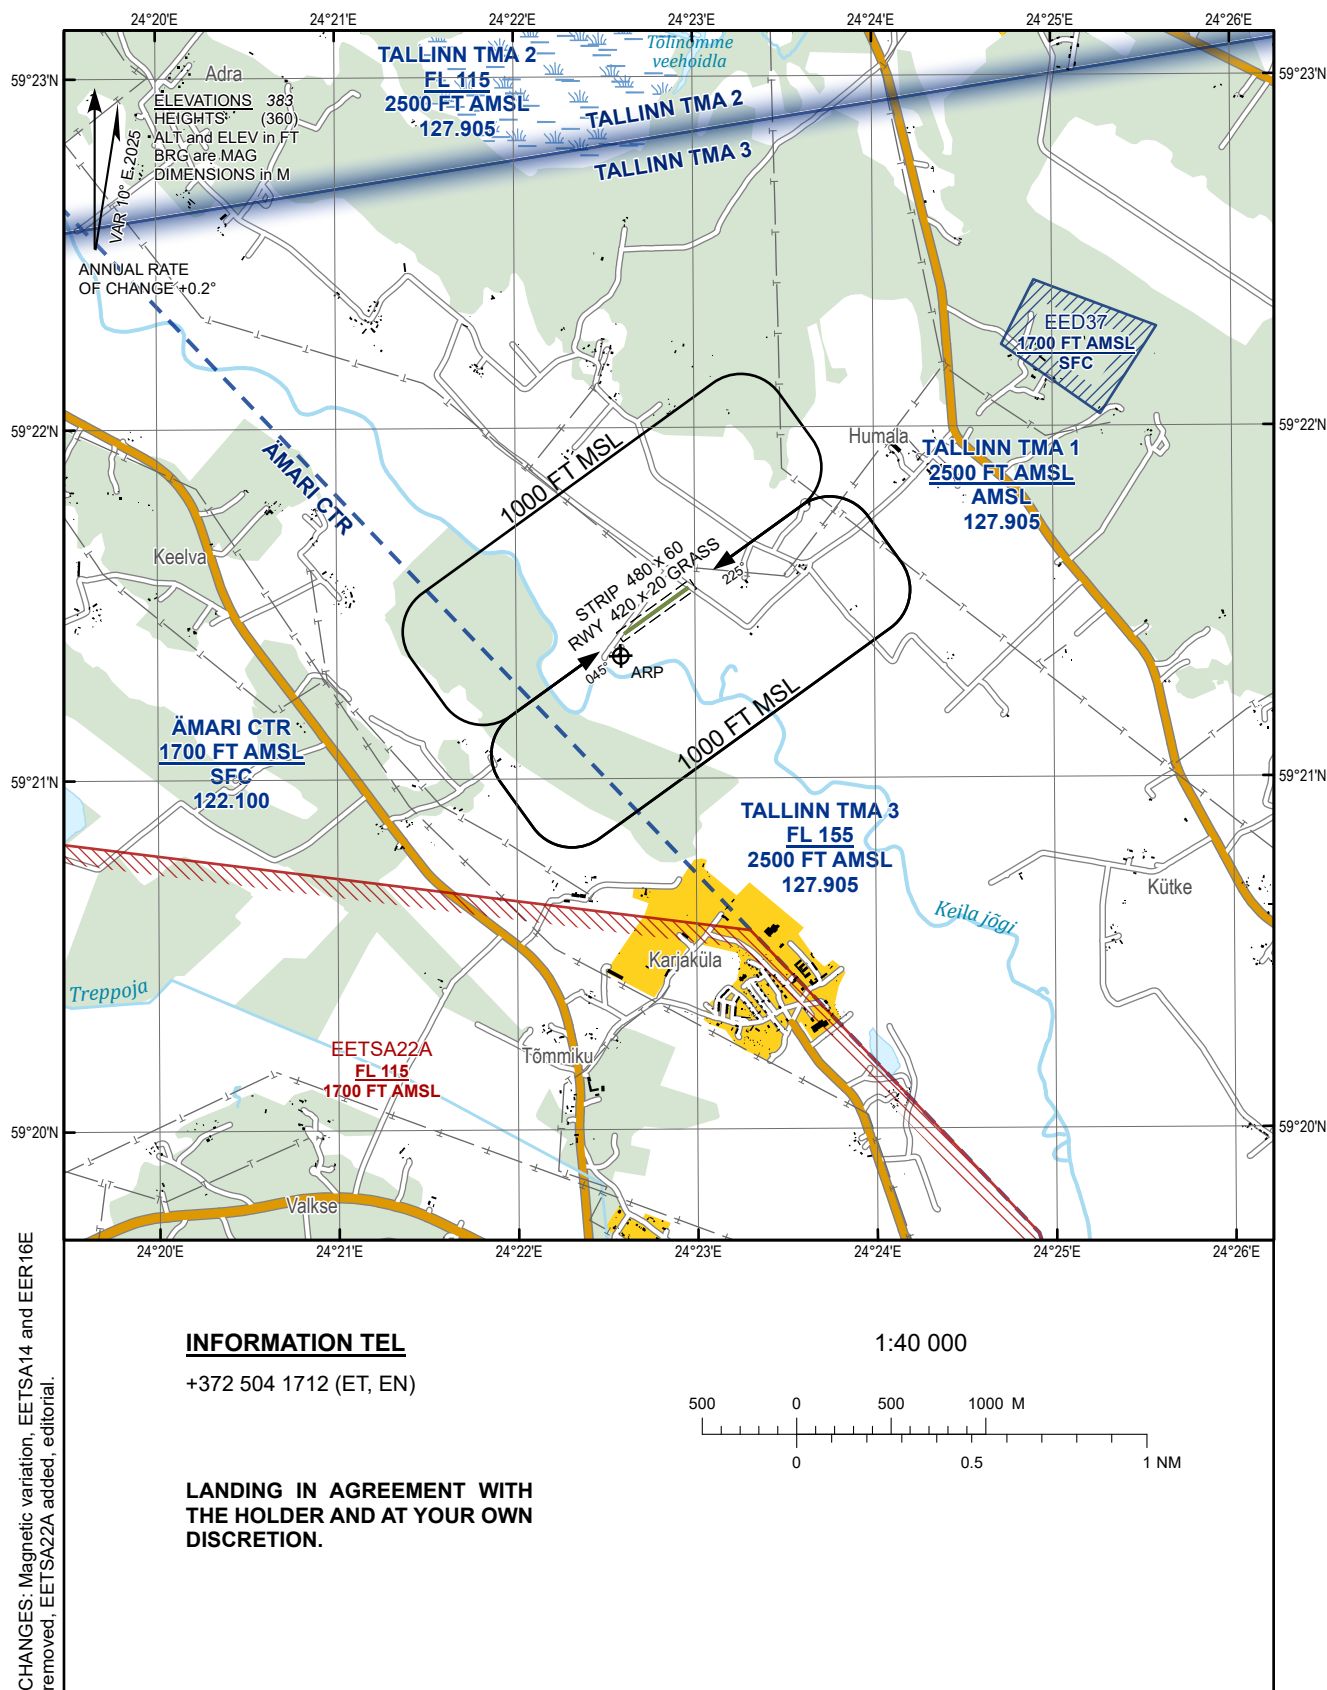 24°20'E
24°21'E
24°22'E
24°23'E
24°24'E
24°25'E
24°26'E
59°23'N
59°23'N
59°22'N
59°22'N
59°21'N
59°21'N
59°20'N
59°20'N
Adra
ELEVATIONS 383
HEIGHTS (360)
ALT and ELEV in FT
BRG are MAG
DIMENSIONS in M
VAR 10° E 2025
ANNUAL RATE
OF CHANGE +0.2°
TALLINN TMA 2
FL 115
2500 FT AMSL
127.905
Tõlinõmme
veehoidla
TALLINN TMA 2
TALLINN TMA 3
EED37
1700 FT AMSL
SFC
Humala
TALLINN TMA 1
2500 FT AMSL
AMSL
127.905
ÄMARI CTR
1000 FT MSL
Keelva
STRIP 480 x 60
RWY 420 x 20 GRASS
225°
045°
ARP
1000 FT MSL
ÄMARI CTR
1700 FT AMSL
SFC
122.100
TALLINN TMA 3
FL 155
2500 FT AMSL
127.905
Kütke
Keila jõgi
Karjaküla
Treppoja
EETSA22A
FL 115
1700 FT AMSL
Tõmmiku
Valkse
24°20'E
24°21'E
24°22'E
24°23'E
24°24'E
24°25'E
24°26'E
INFORMATION TEL
+372 504 1712 (ET, EN)
1:40 000
500 0 500 1000 M
0 0.5 1 NM
LANDING IN AGREEMENT WITH
THE HOLDER AND AT YOUR OWN
DISCRETION.
CHANGES: Magnetic variation, EETSA14 and EER16E
removed, EETSA22A added, editorial.